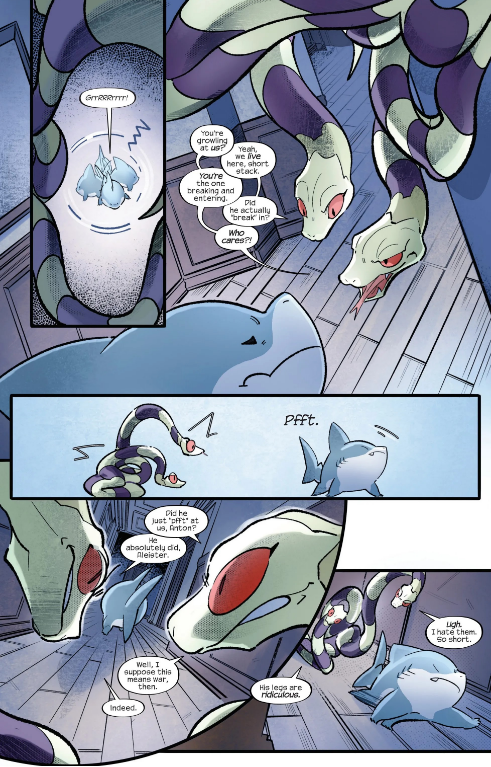 GrrrRrrrr!
You're
growling
at us?
Yeah,
we live
here, short
stack.
You're
the one
breaking and
entering.
Did
he actually
"break" in?
Who
cares?!
Pfft.
Did he
just "pfft" at
us, Anton?
He
absolutely did,
Aleister.
Well, I
suppose this
means war,
then.
Indeed.
Ugh.
I hate them.
So short.
His legs are
ridiculous.